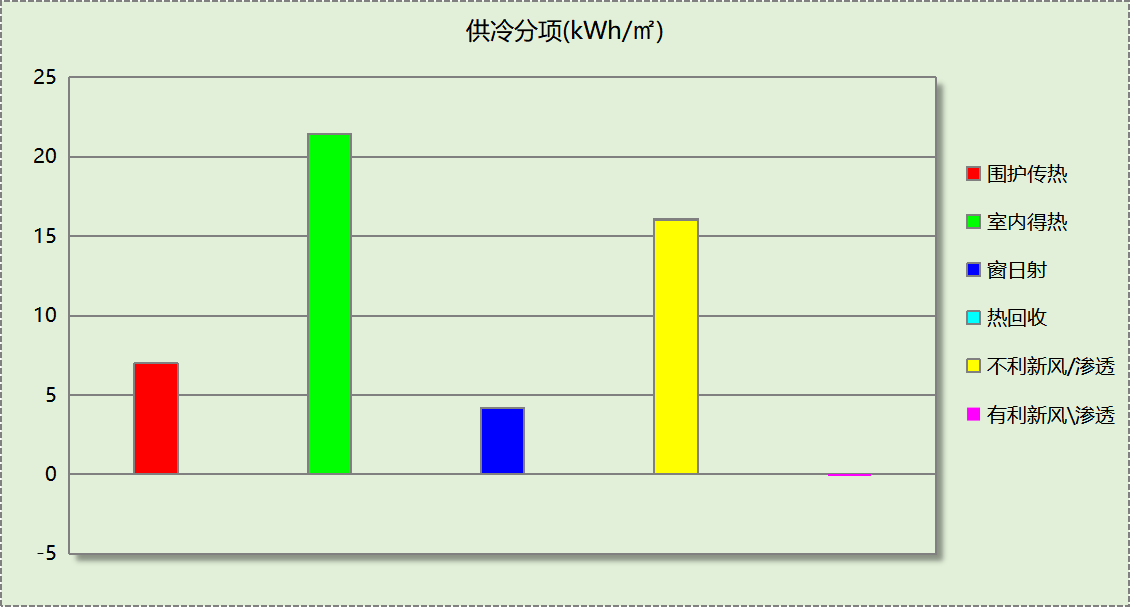 供冷分项(kWh/㎡)
25
20
15
10
5
0
-5
围护传热
室内得热
窗日射
热回收
不利新风/渗透
有利新风\渗透